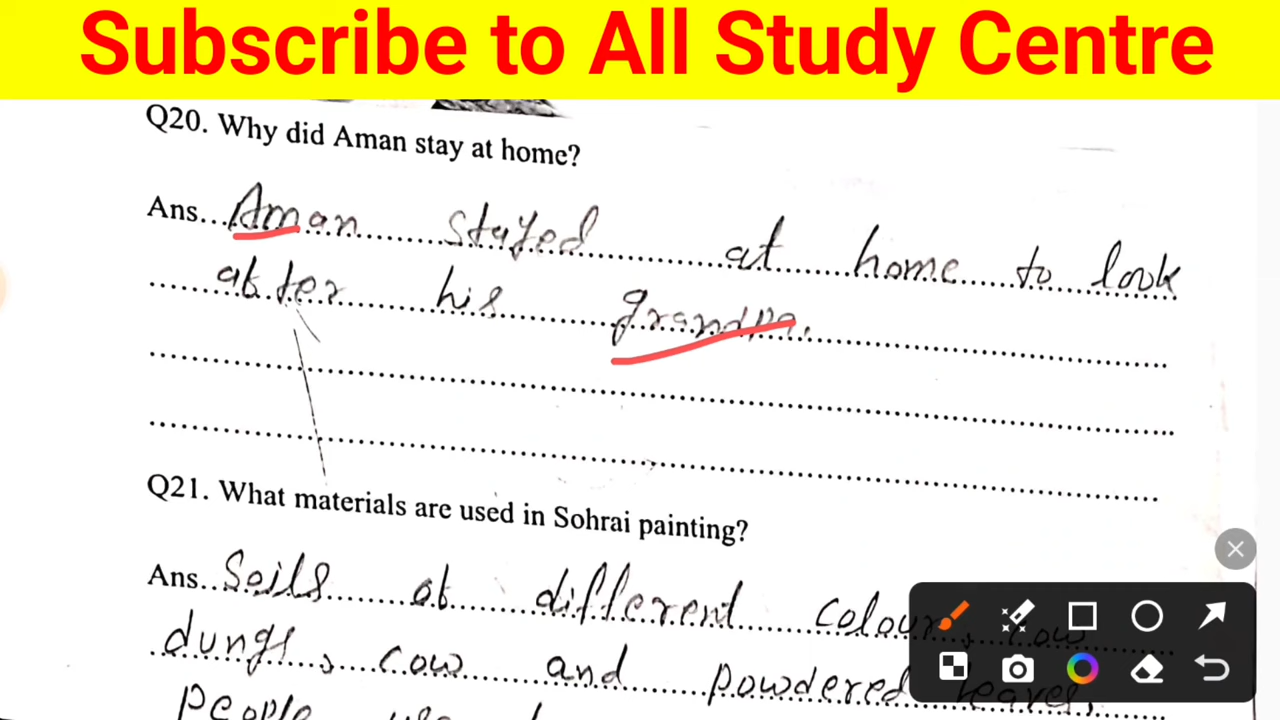 Subscribe to All Study Centre
Q20. Why did Aman stay at home?
Ans...Aman stayed at home to look
after his grandpa.
Q21. What materials are used in Sohrai painting?
Ans..Soils of different colour, cow
dungs, cow and powdered leaves,
People